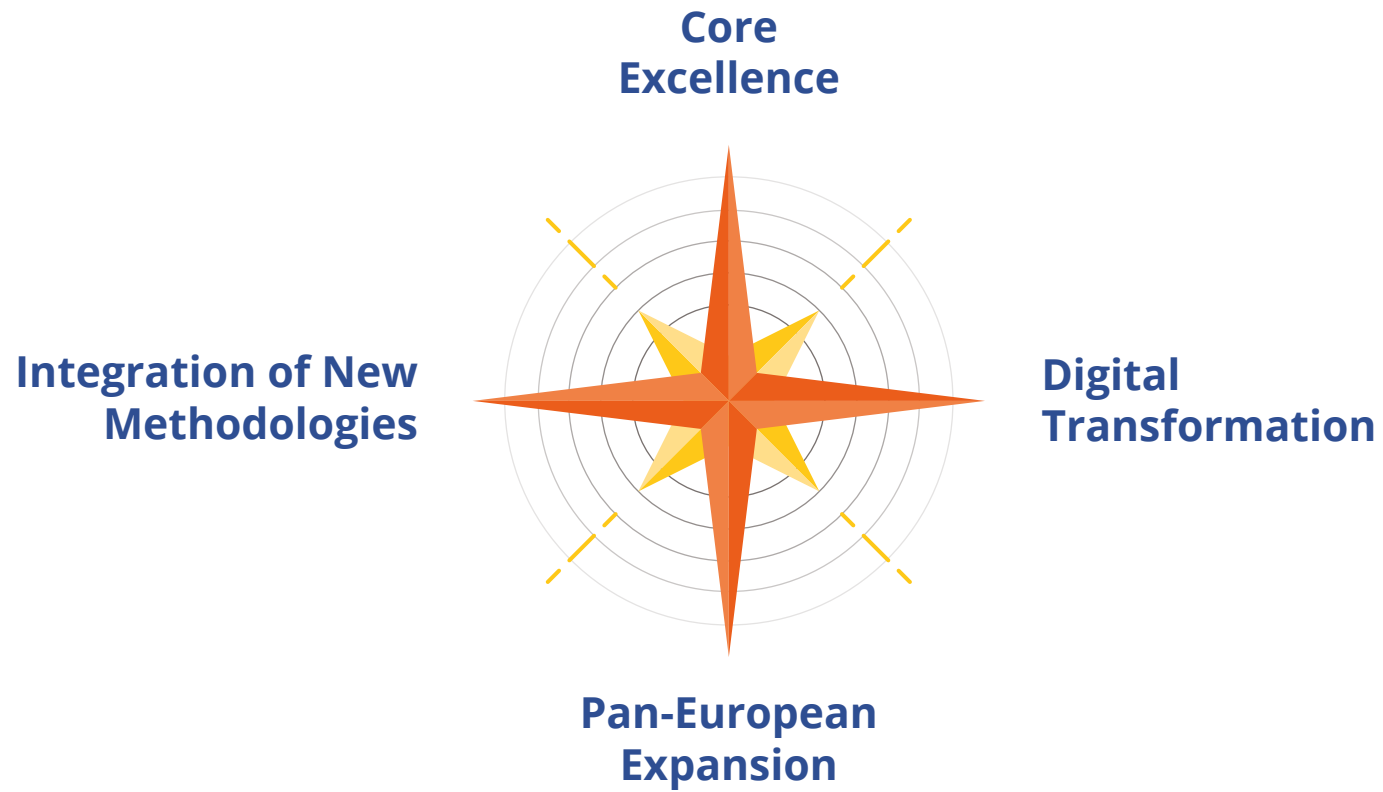 Core
Excellence
Integration of New
Methodologies
Digital
Transformation
Pan-European
Expansion